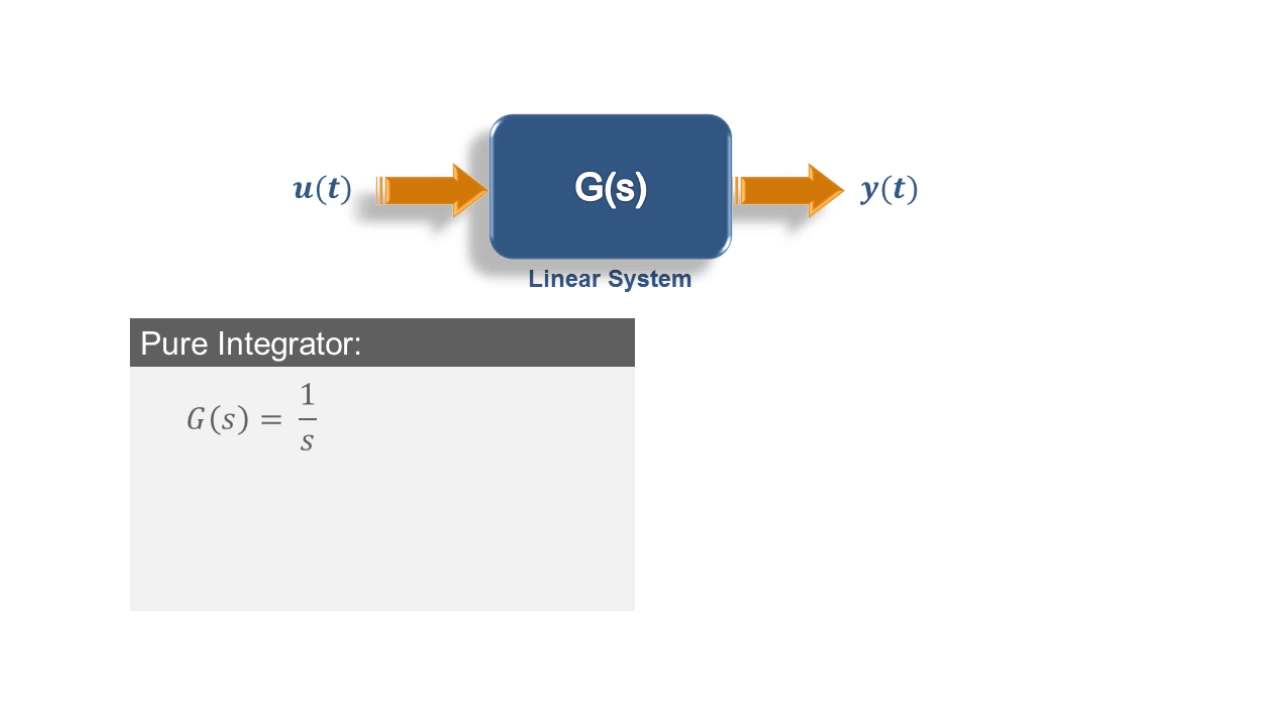 u(t) G(s) y(t)
Linear System
Pure Integrator:
G(s) = 1/s